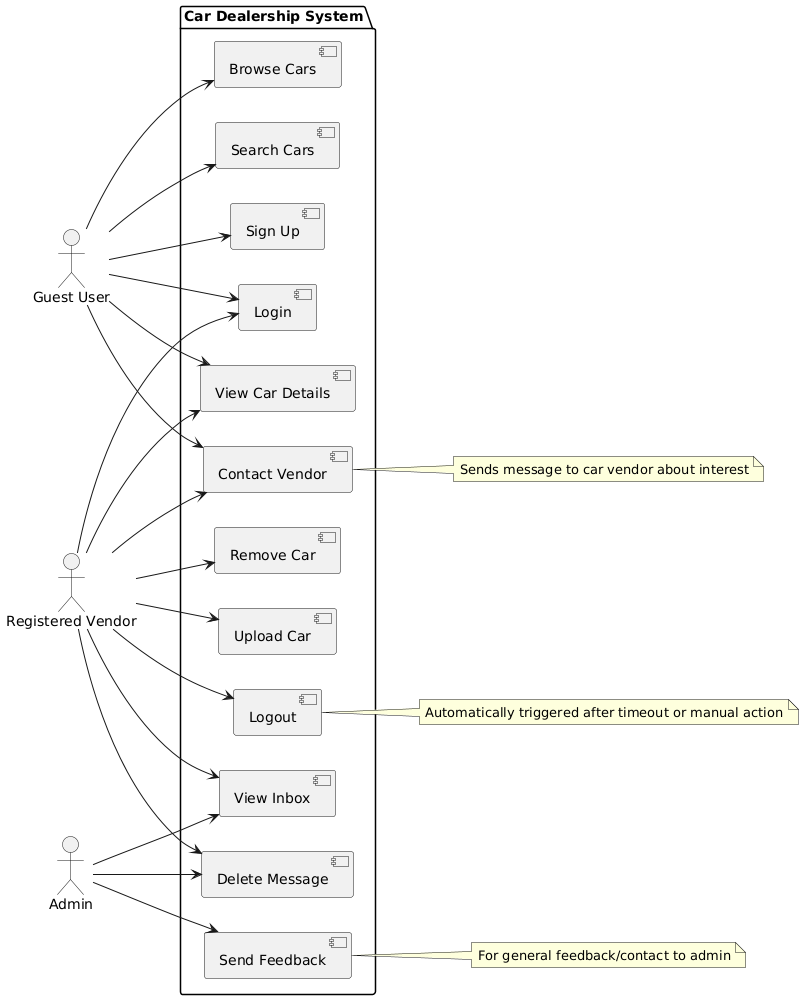 Car Dealership System
Browse Cars
Search Cars
Sign Up
Guest User
Login
View Car Details
Contact Vendor
Sends message to car vendor about interest
Remove Car
Registered Vendor
Upload Car
Logout
Automatically triggered after timeout or manual action
View Inbox
Delete Message
Admin
Send Feedback
For general feedback/contact to admin